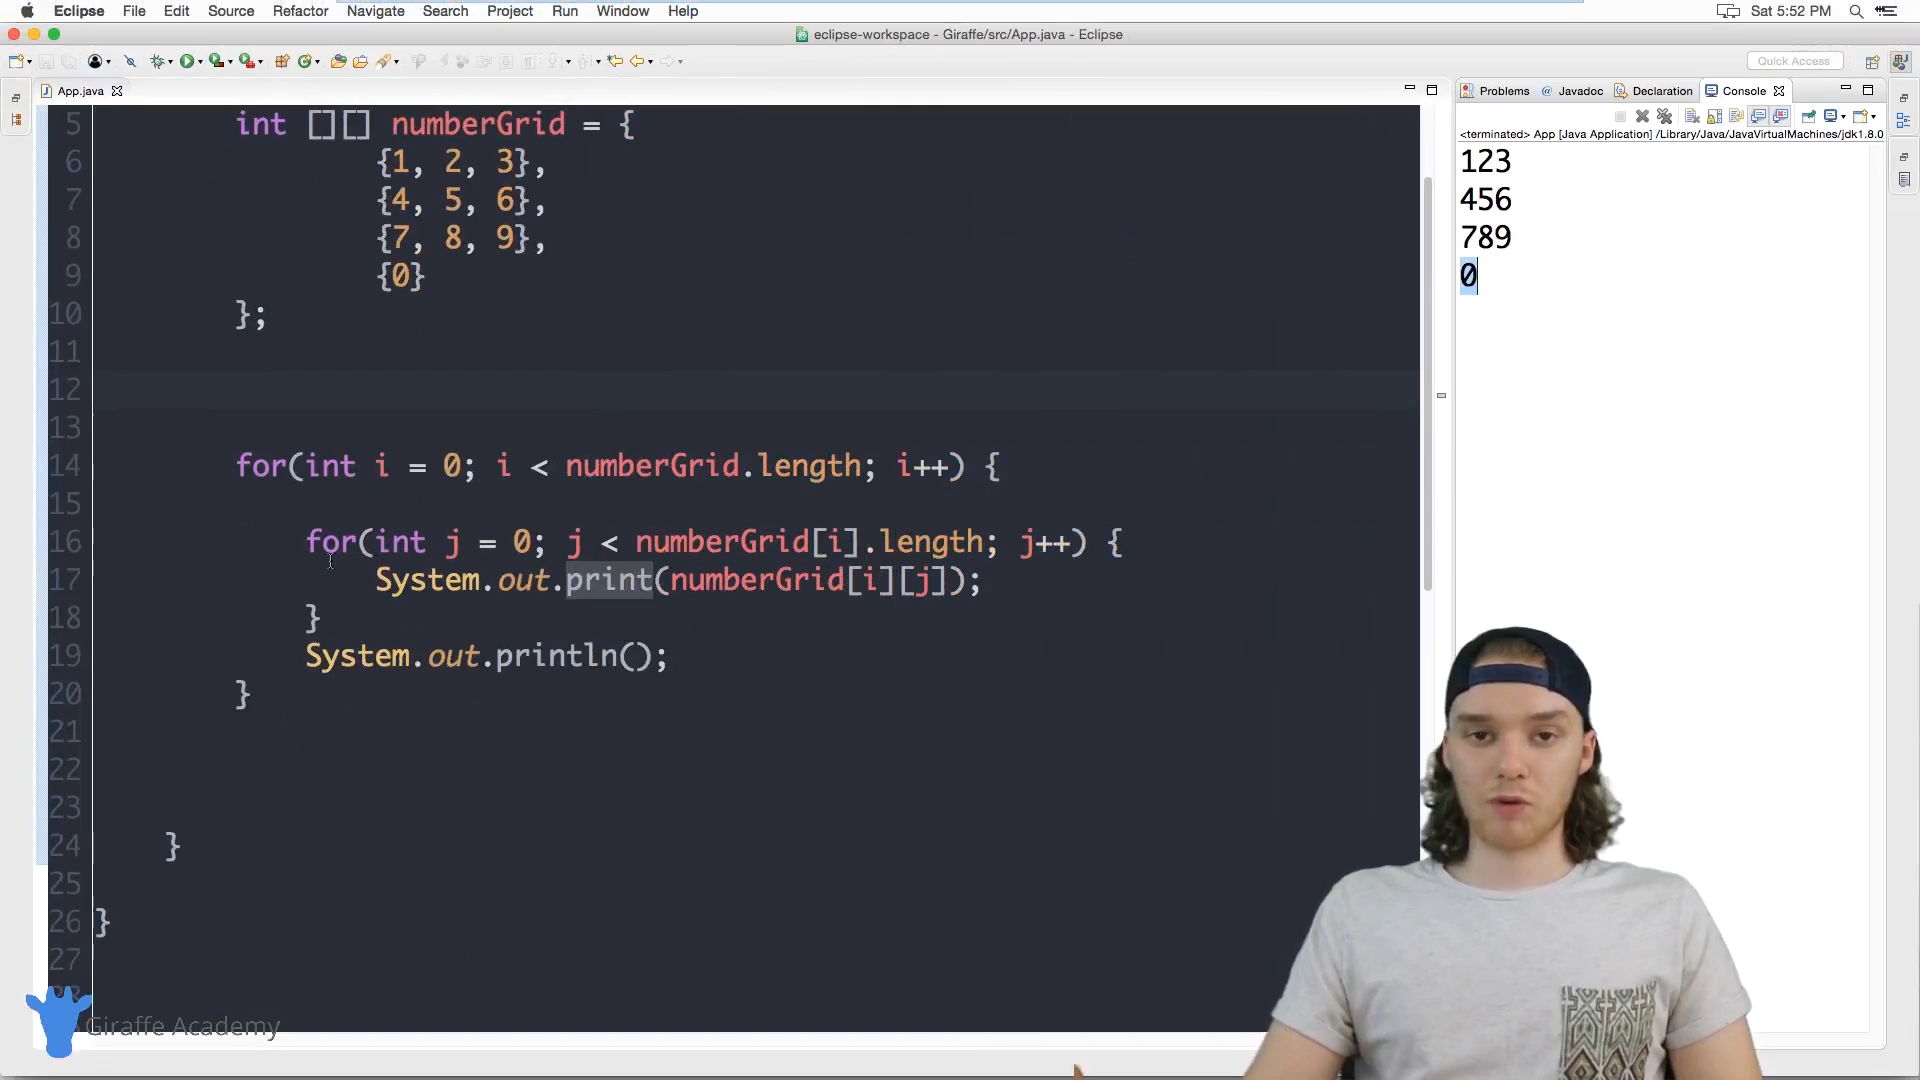 Eclipse File Edit Source Refactor Navigate Search Project Run Window Help Sat 5:52 PM
eclipse-workspace - Giraffe/src/App.java - Eclipse
Quick Access
App.java
Problems Javadoc Declaration Console
<terminated> App [Java Application] /Library/Java/JavaVirtualMachines/jdk1.8.0
5 int [][] numberGrid = {
6 {1, 2, 3},
7 {4, 5, 6},
8 {7, 8, 9},
9 {0}
10 };
11
12
13
14 for(int i = 0; i < numberGrid.length; i++) {
15
16 for(int j = 0; j < numberGrid[i].length; j++) {
17 System.out.print(numberGrid[i][j]);
18 }
19 System.out.println();
20 }
21
22
23
24 }
25
26 }
27
123
456
789
0
Giraffe Academy